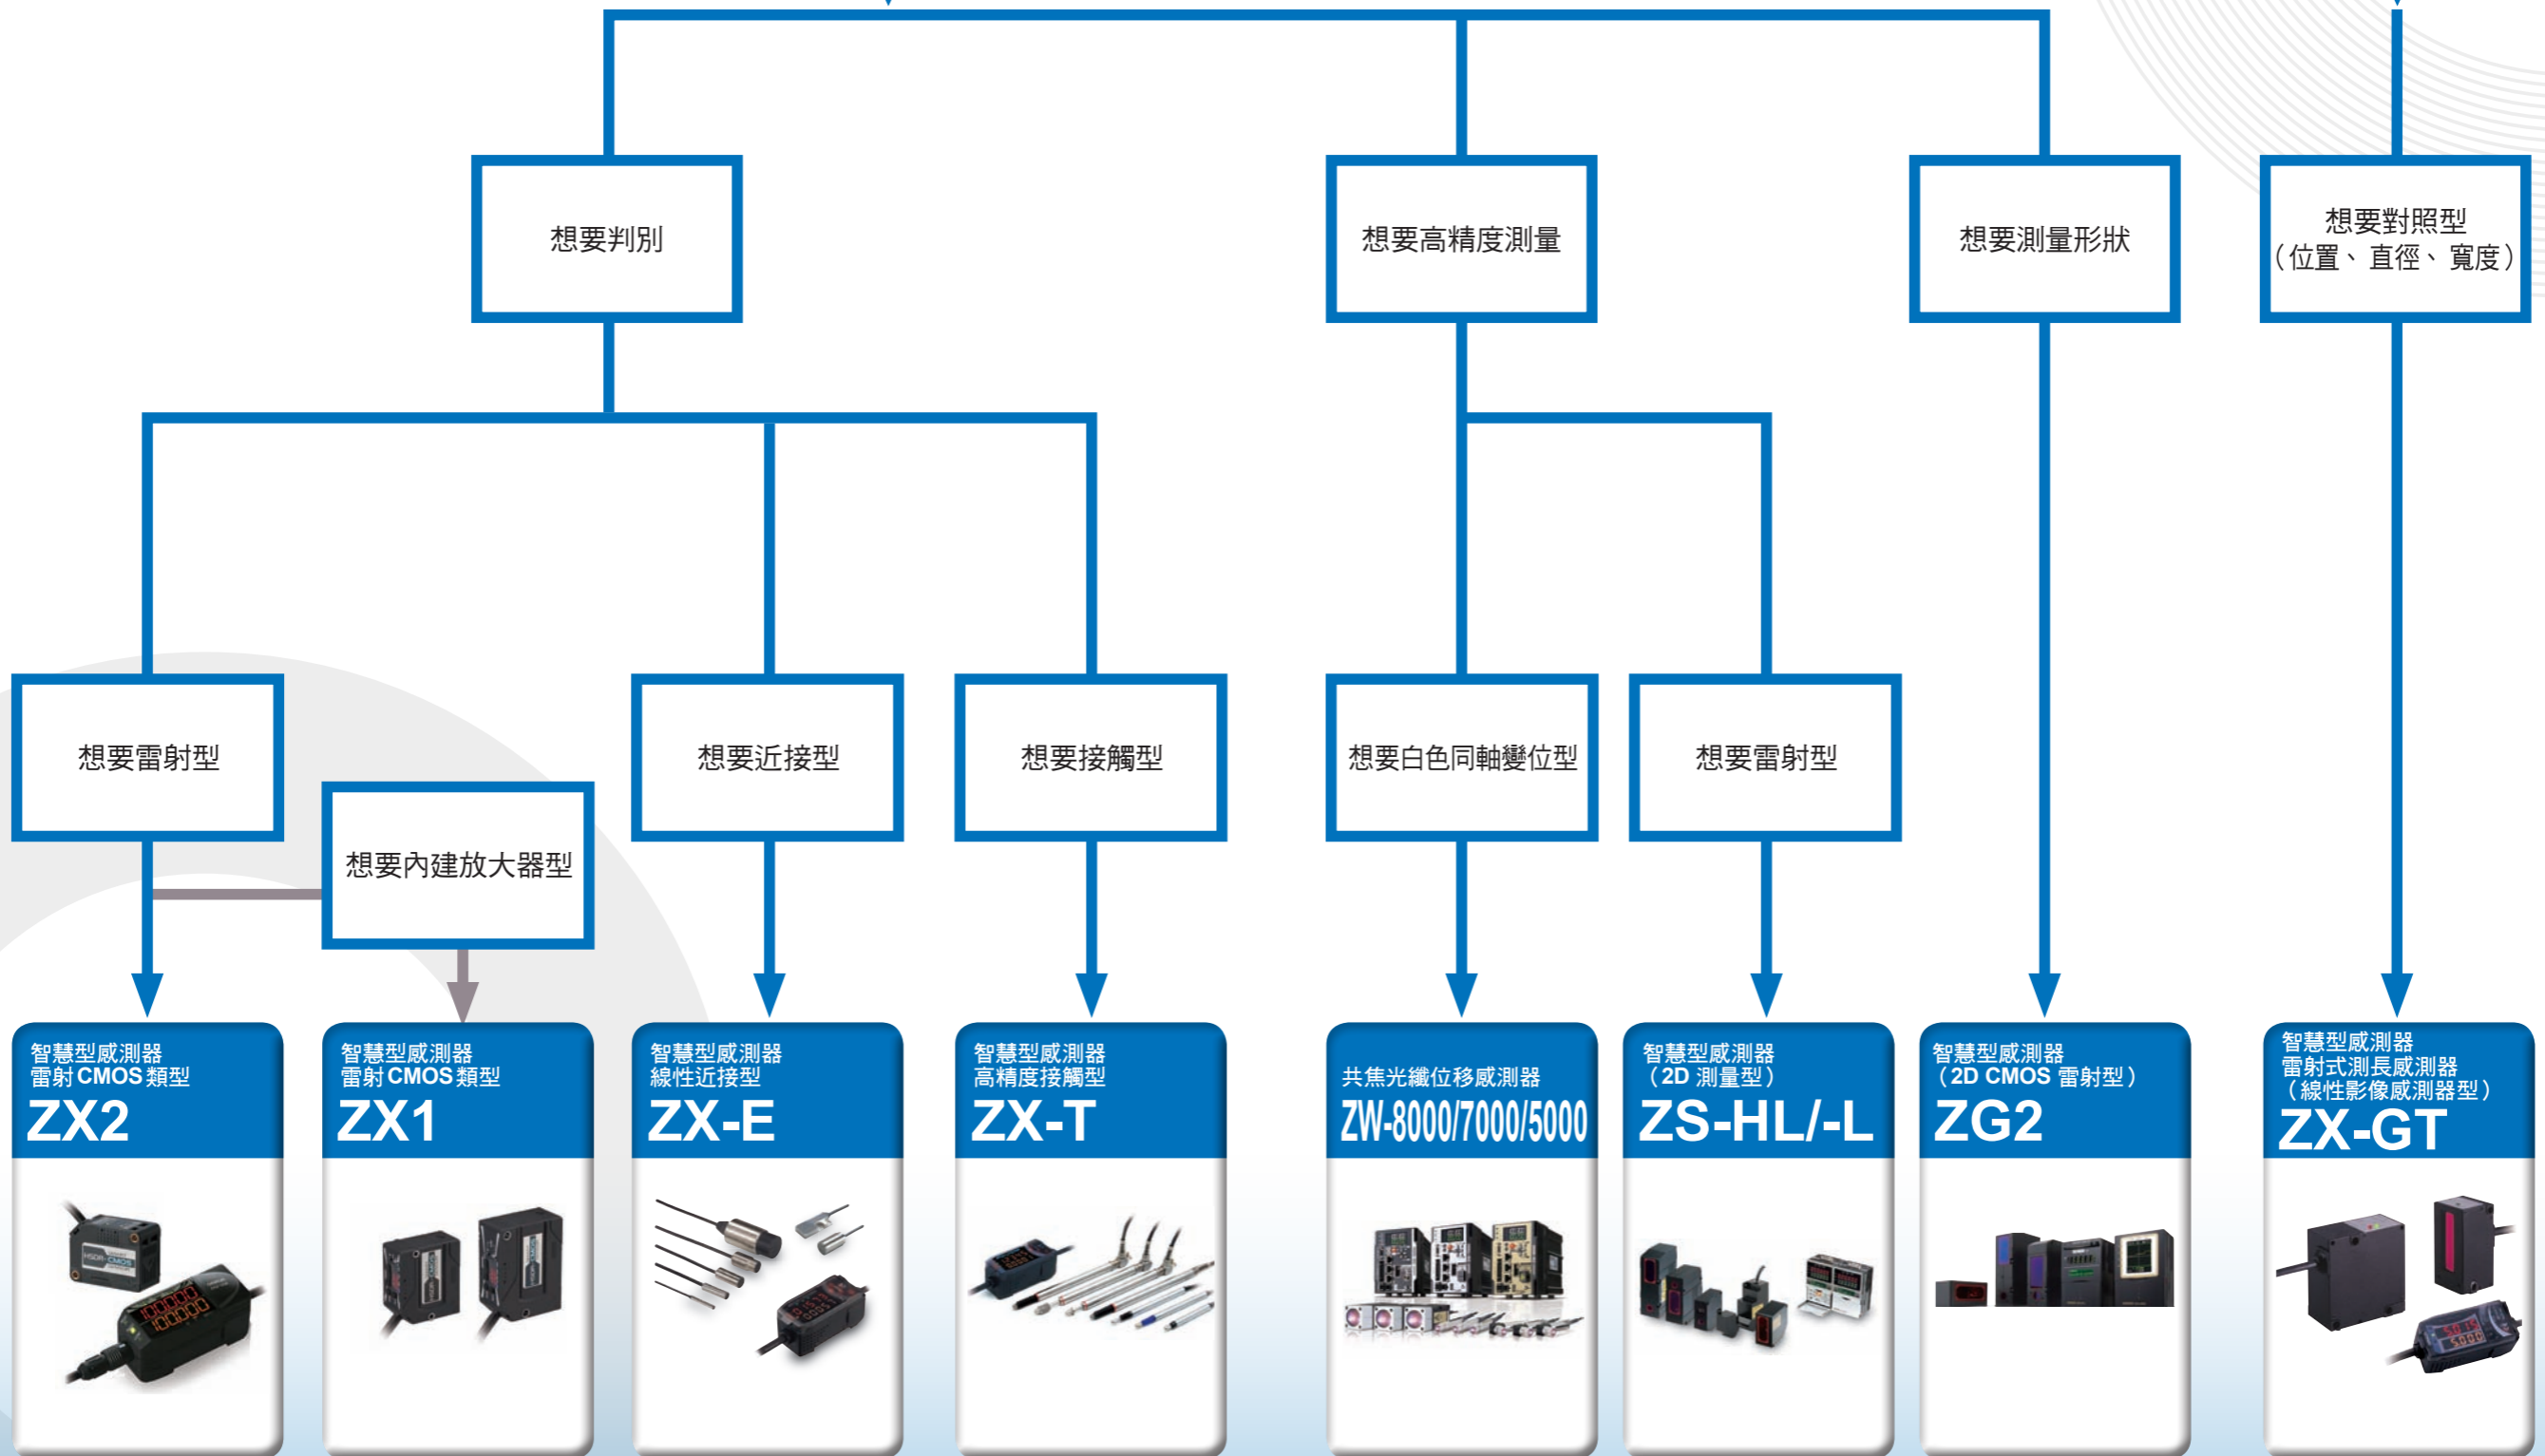 想要判別
想要高精度測量
想要測量形狀
想要對照型
（位置、直徑、寬度）
想要雷射型
想要內建放大器型
想要近接型
想要接觸型
想要白色同軸變位型
想要雷射型
智慧型感測器
雷射 CMOS 類型
ZX2
智慧型感測器
雷射 CMOS 類型
ZX1
智慧型感測器
線性近接型
ZX-E
智慧型感測器
高精度接觸型
ZX-T
共焦光纖位移感測器
ZW-8000/7000/5000
智慧型感測器
（2D 測量型）
ZS-HL/-L
智慧型感測器
（2D CMOS 雷射型）
ZG2
智慧型感測器
雷射式測長感測器
（線性影像感測器型）
ZX-GT